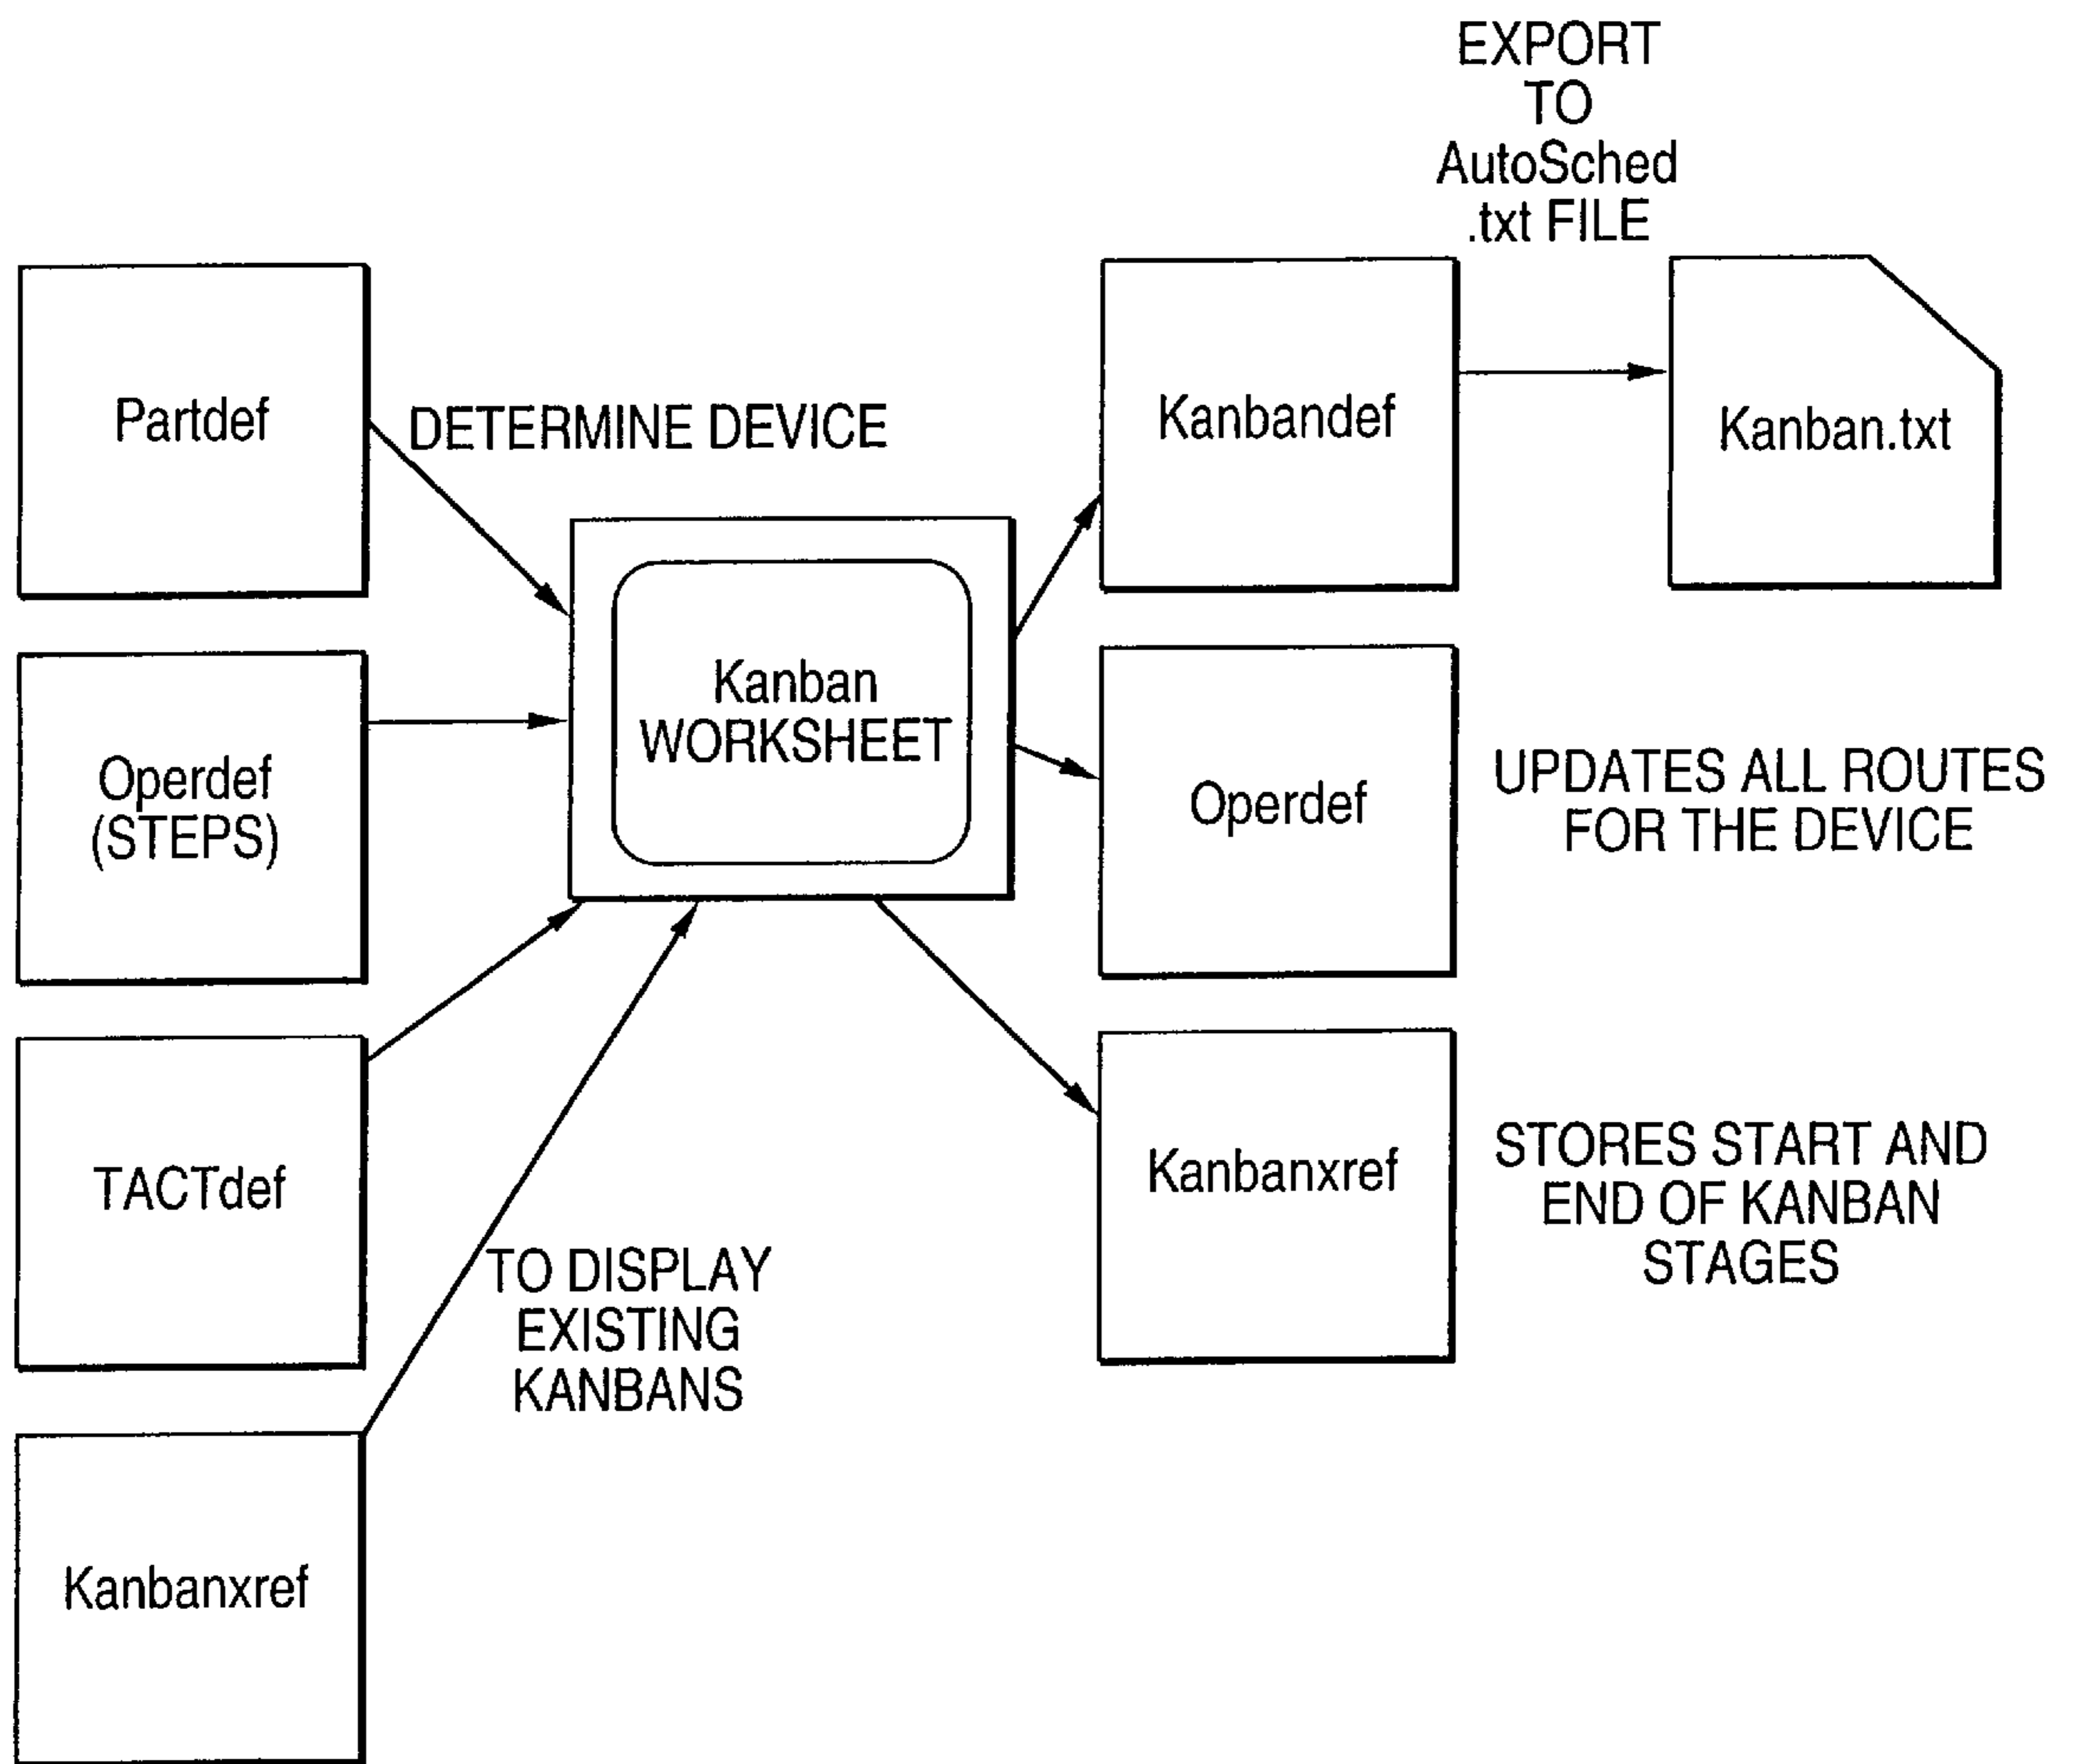 EXPORT
TO
AutoSched
.txt FILE
Partdef
DETERMINE DEVICE
Kanbandef
Kanban.txt
Operdef
(STEPS)
Kanban
WORKSHEET
Operdef
UPDATES ALL ROUTES
FOR THE DEVICE
TACTdef
Kanbanxref
STORES START AND
END OF KANBAN
STAGES
TO DISPLAY
EXISTING
KANBANS
Kanbanxref